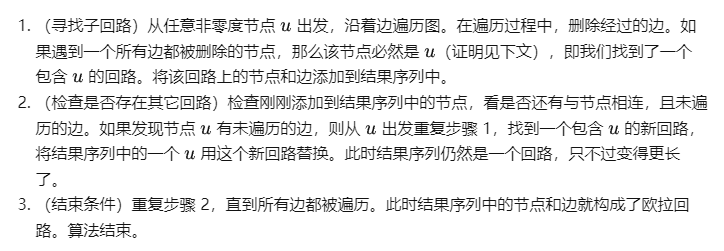 1. （寻找子回路）从任意非零度节点 u 出发，沿着边遍历图。在遍历过程中，删除经过的边。如
果遇到一个所有边都被删除的节点，那么该节点必然是 u（证明见下文），即我们找到了一个
包含 u 的回路。将该回路上的节点和边添加到结果序列中。
2. （检查是否存在其它回路）检查刚刚添加到结果序列中的节点，看是否还有与节点相连，且未遍
历的边。如果发现节点 u 有未遍历的边，则从 u 出发重复步骤 1，找到一个包含 u 的新回路，
将结果序列中的一个 u 用这个新回路替换。此时结果序列仍然是一个回路，只不过变得更长
了。
3. （结束条件）重复步骤 2，直到所有边都被遍历。此时结果序列中的节点和边就构成了欧拉回
路。算法结束。